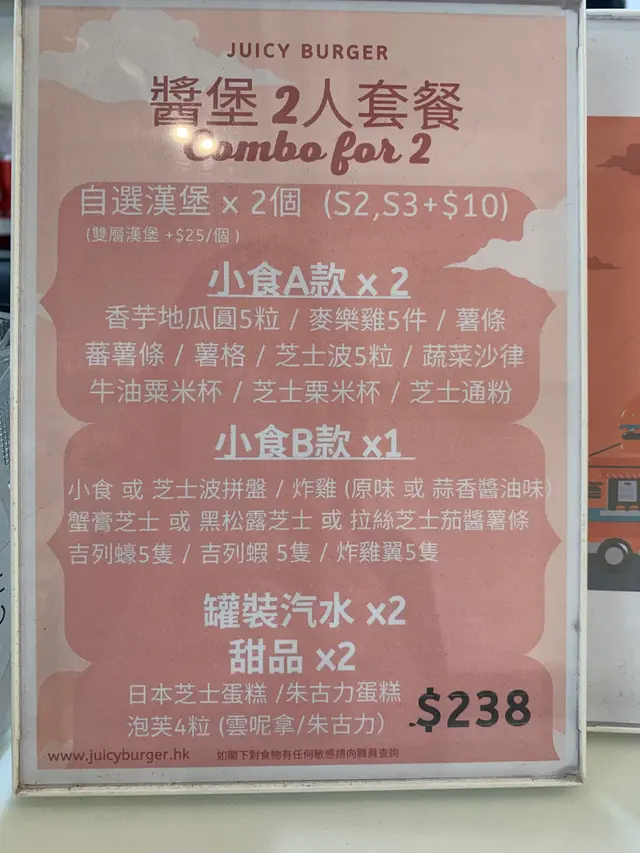 JUICY BURGER
醬堡 2人套餐
Combo for 2
自選漢堡 x 2個 (S2,S3+$10)
(雙層漢堡 +$25/個 )
小食A款 x 2
香芋地瓜圓5粒 / 麥樂雞5件 / 薯條
蕃薯條 / 薯格 / 芝士波5粒 / 蔬菜沙律
牛油粟米杯 / 芝士栗米杯 / 芝士通粉
小食B款 x1
小食 或 芝士波拼盤 / 炸雞 (原味 或 蒜香醬油味)
蟹膏芝士 或 黑松露芝士 或 拉絲芝士茄醬薯條
吉列蠔5隻 / 吉列蝦 5隻 / 炸雞翼5隻
罐裝汽水 x2
甜品 x2
日本芝士蛋糕 /朱古力蛋糕
泡芙4粒 (雲呢拿/朱古力)
$238
www.juicyburger.hk 如閣下對食物有任何敏感請向職員查詢